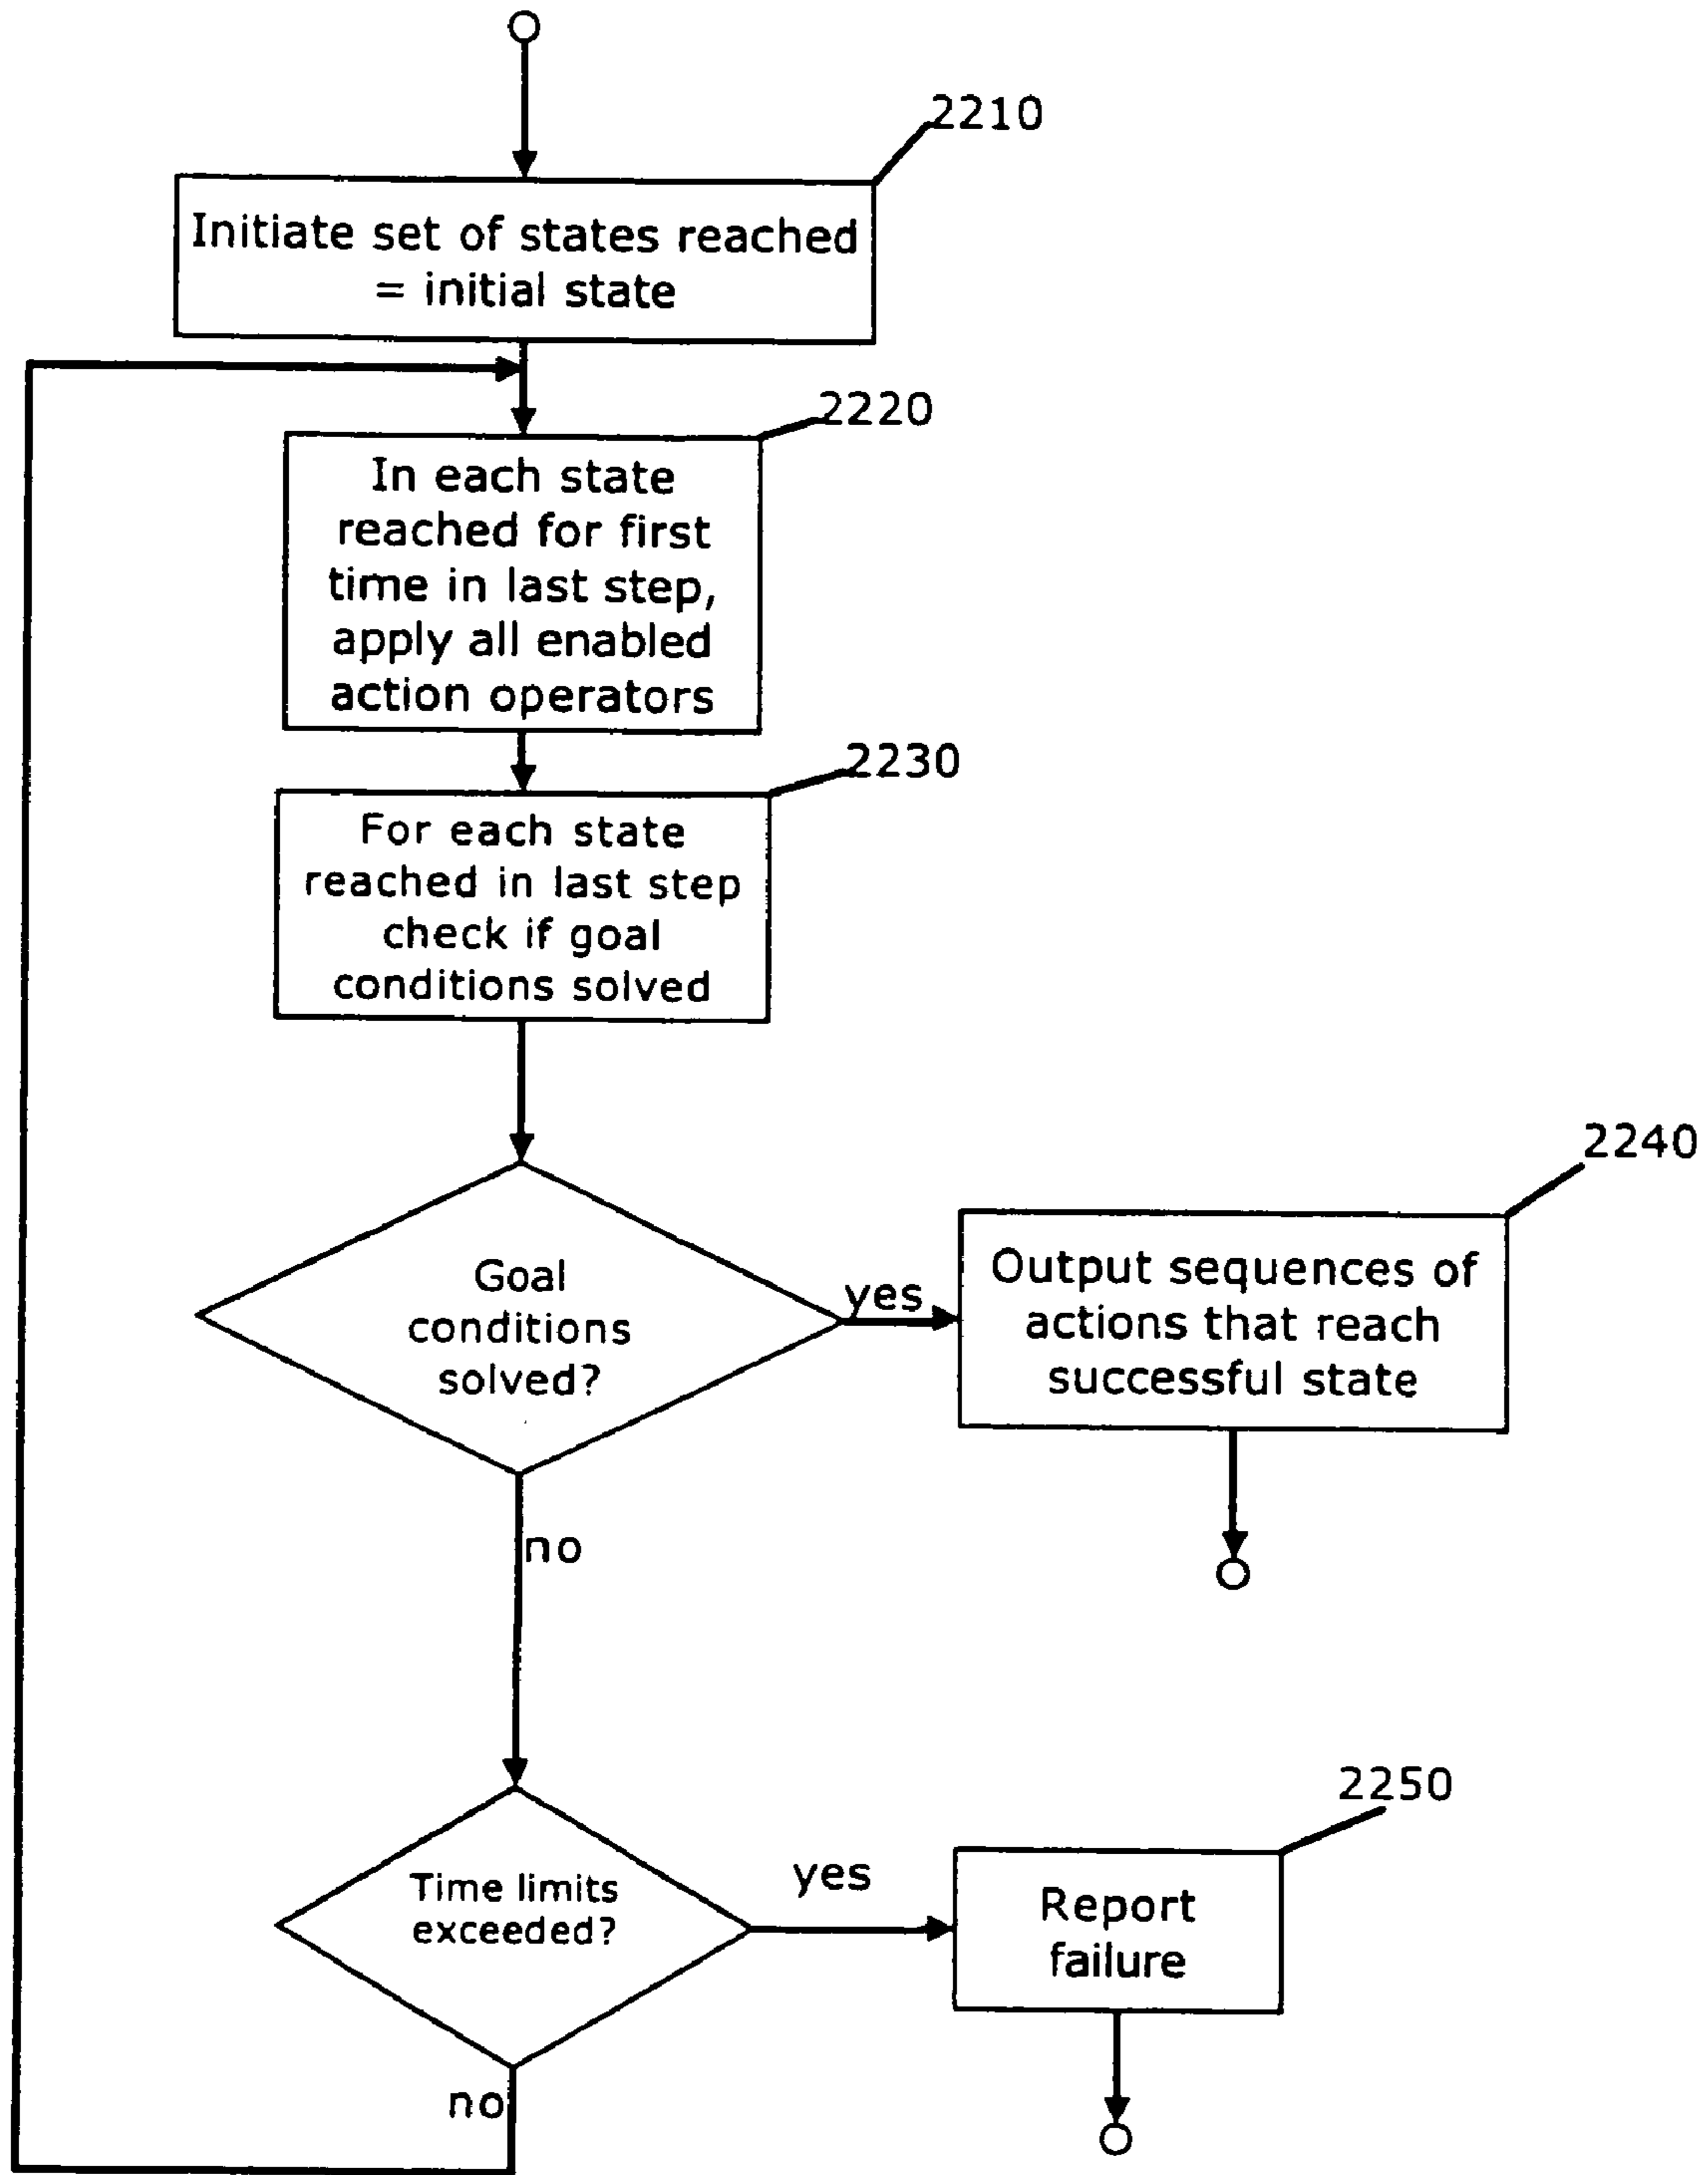 2210
Initiate set of states reached
= initial state
2220
In each state
reached for first
time in last step,
apply all enabled
action operators
2230
For each state
reached in last step
check if goal
conditions solved
2240
Goal
conditions
solved?
yes
Output sequences of
actions that reach
successful state
no
2250
Time limits
exceeded?
yes
Report
failure
no